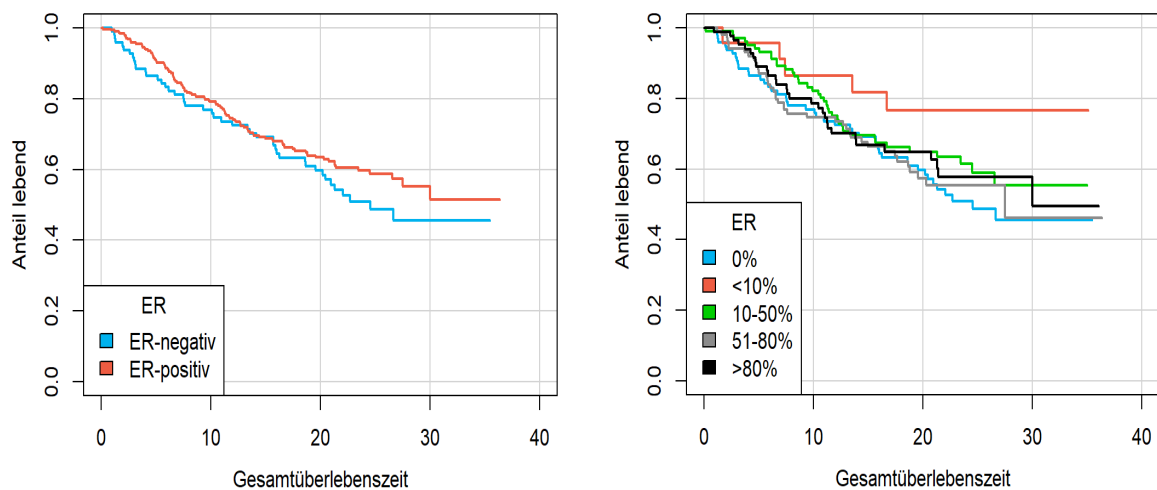 Anteil lebend
1.0
0.8
0.6
0.4
0.2
0.0
ER
ER-negativ
ER-positiv
0 10 20 30 40
Gesamtüberlebenszeit
Anteil lebend
1.0
0.8
0.6
0.4
0.2
0.0
ER
0%
<10%
10-50%
51-80%
>80%
0 10 20 30 40
Gesamtüberlebenszeit